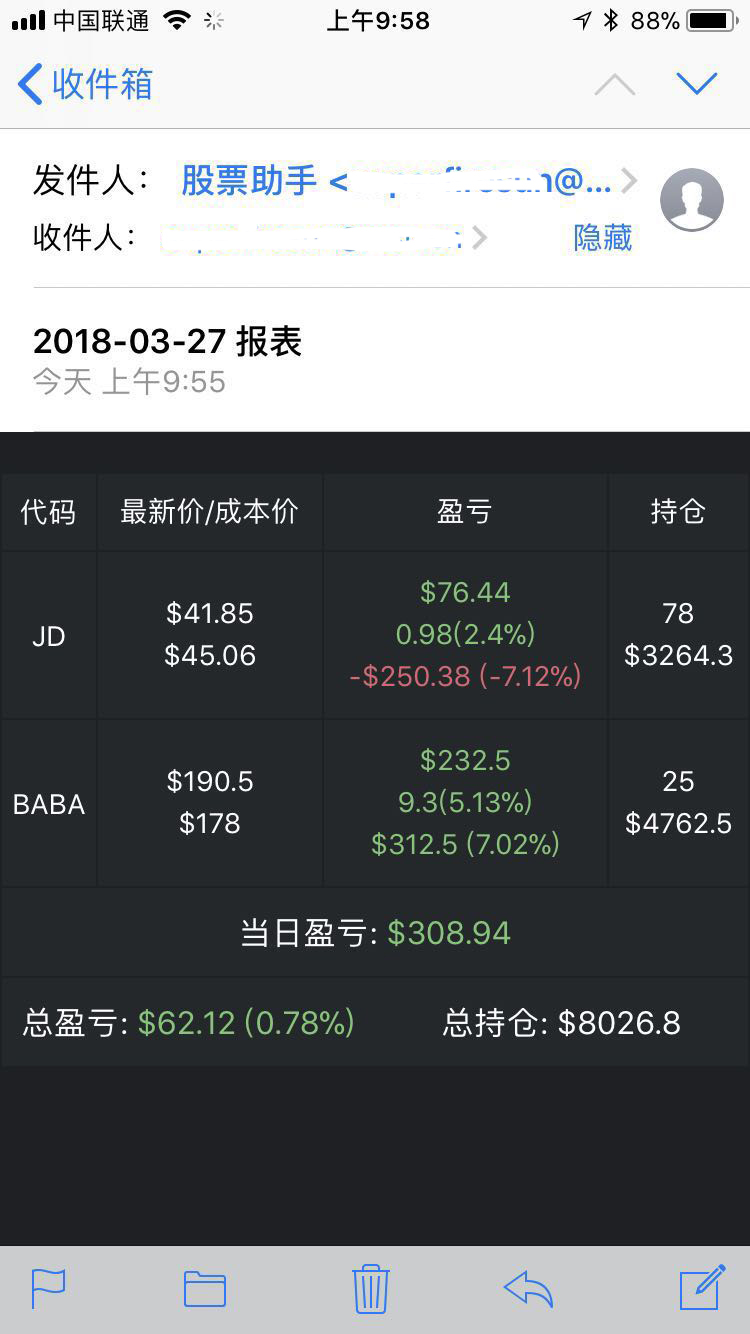 中国联通 上午9:58 88%
收件箱
发件人： 股票助手 < @...
收件人： 隐藏
2018-03-27 报表
今天 上午9:55
代码 最新价/成本价 盈亏 持仓
$76.44
$41.85 78
JD 0.98(2.4%)
$45.06 $3264.3
-$250.38 (-7.12%)
$232.5
$190.5 25
BABA 9.3(5.13%)
$178 $4762.5
$312.5 (7.02%)
当日盈亏: $308.94
总盈亏: $62.12 (0.78%) 总持仓: $8026.8